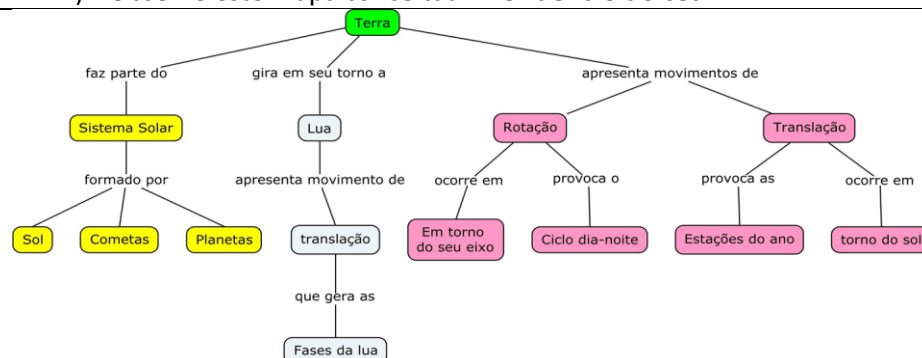 Terra
faz parte do
gira em seu torno a
apresenta movimentos de
Sistema Solar
Lua
Rotação
Translação
formado por
apresenta movimento de
ocorre em
provoca o
provoca as
ocorre em
Sol
Cometas
Planetas
translação
Em torno
do seu eixo
Ciclo dia-noite
Estações do ano
torno do sol
que gera as
Fases da lua